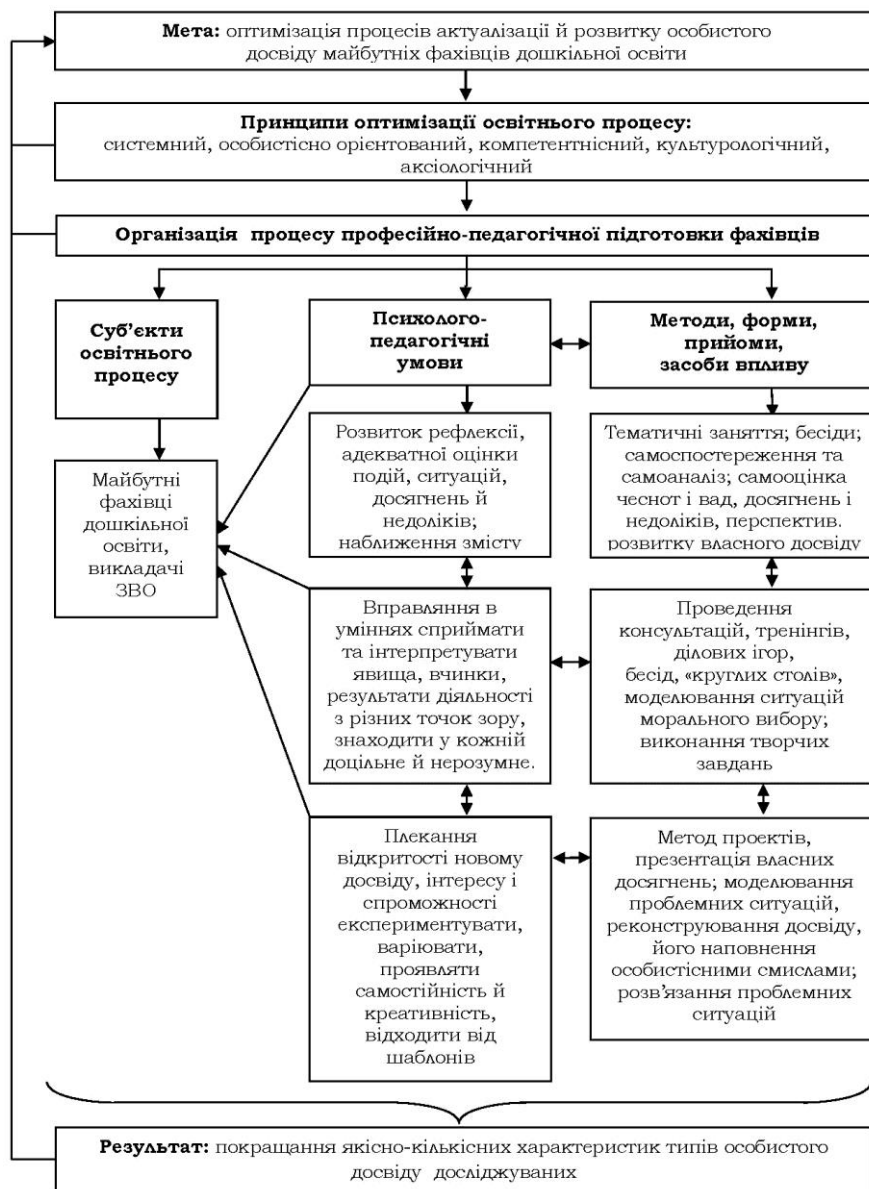 Мета: оптимізація процесів актуалізації й розвитку особистого
досвіду майбутніх фахівців дошкільної освіти
Принципи оптимізації освітнього процесу:
системний, особистісно орієнтований, компетентнісний, культурологічний,
аксіологічний
Організація процесу професійно-педагогічної підготовки фахівців
Суб’єкти
освітнього
процесу
Психолого-
педагогічні
умови
Методи, форми,
прийоми,
засоби впливу
Майбутні
фахівці
дошкільної
освіти,
викладачі
ЗВО
Розвиток рефлексії,
адекватної оцінки
подій, ситуацій,
досягнень й
недоліків;
наближення змісту
Тематичні заняття; бесіди;
самоспостереження та
самоаналіз; самооцінка
чеснот і вад, досягнень і
недоліків, перспектив.
розвитку власного досвіду
Вправляння в
уміннях сприймати
та інтерпретувати
явища, вчинки,
результати діяльності
з різних точок зору,
знаходити у кожній
доцільне й нерозумне.
Проведення
консультацій, тренінгів,
ділових ігор,
бесід, «круглих столів»,
моделювання ситуацій
морального вибору;
виконання творчих
завдань
Плекання
відкритості новому
досвіду, інтересу і
спроможності
експериментувати,
варіювати,
проявляти
самостійність й
креативність,
відходити від
шаблонів
Метод проектів,
презентація власних
досягнень; моделювання
проблемних ситуацій,
реконструювання досвіду,
його наповнення
особистісними смислами;
розв’язання проблемних
ситуацій
Результат: покращання якісно-кількісних характеристик типів особистого
досвіду досліджуваних